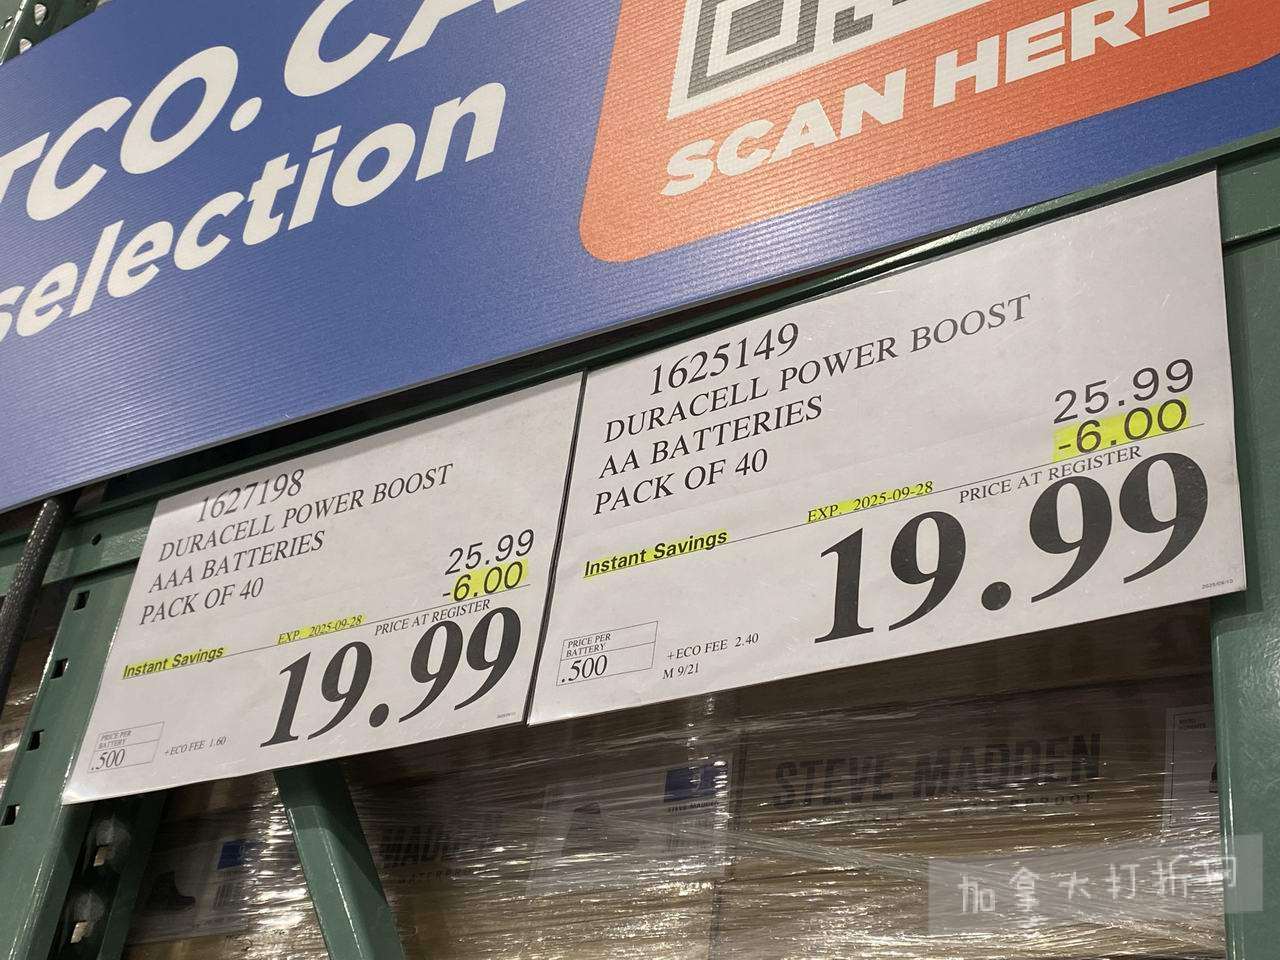 TCO.CA
selection
SCAN HERE
1627198
DURACELL POWER BOOST
AAA BATTERIES
PACK OF 40
25.99
-6.00
Instant Savings
EXP. 2025-09-28
PRICE AT REGISTER
19.99
PRICE PER
BATTERY
.500
+ECO FEE 1.60
1625149
DURACELL POWER BOOST
AA BATTERIES
PACK OF 40
25.99
-6.00
Instant Savings
EXP. 2025-09-28
PRICE AT REGISTER
19.99
PRICE PER
BATTERY
.500
+ECO FEE 2.40
M 9/21
STEVE MADDEN
STEVE MADDEN
MADDEN
加拿大打折网